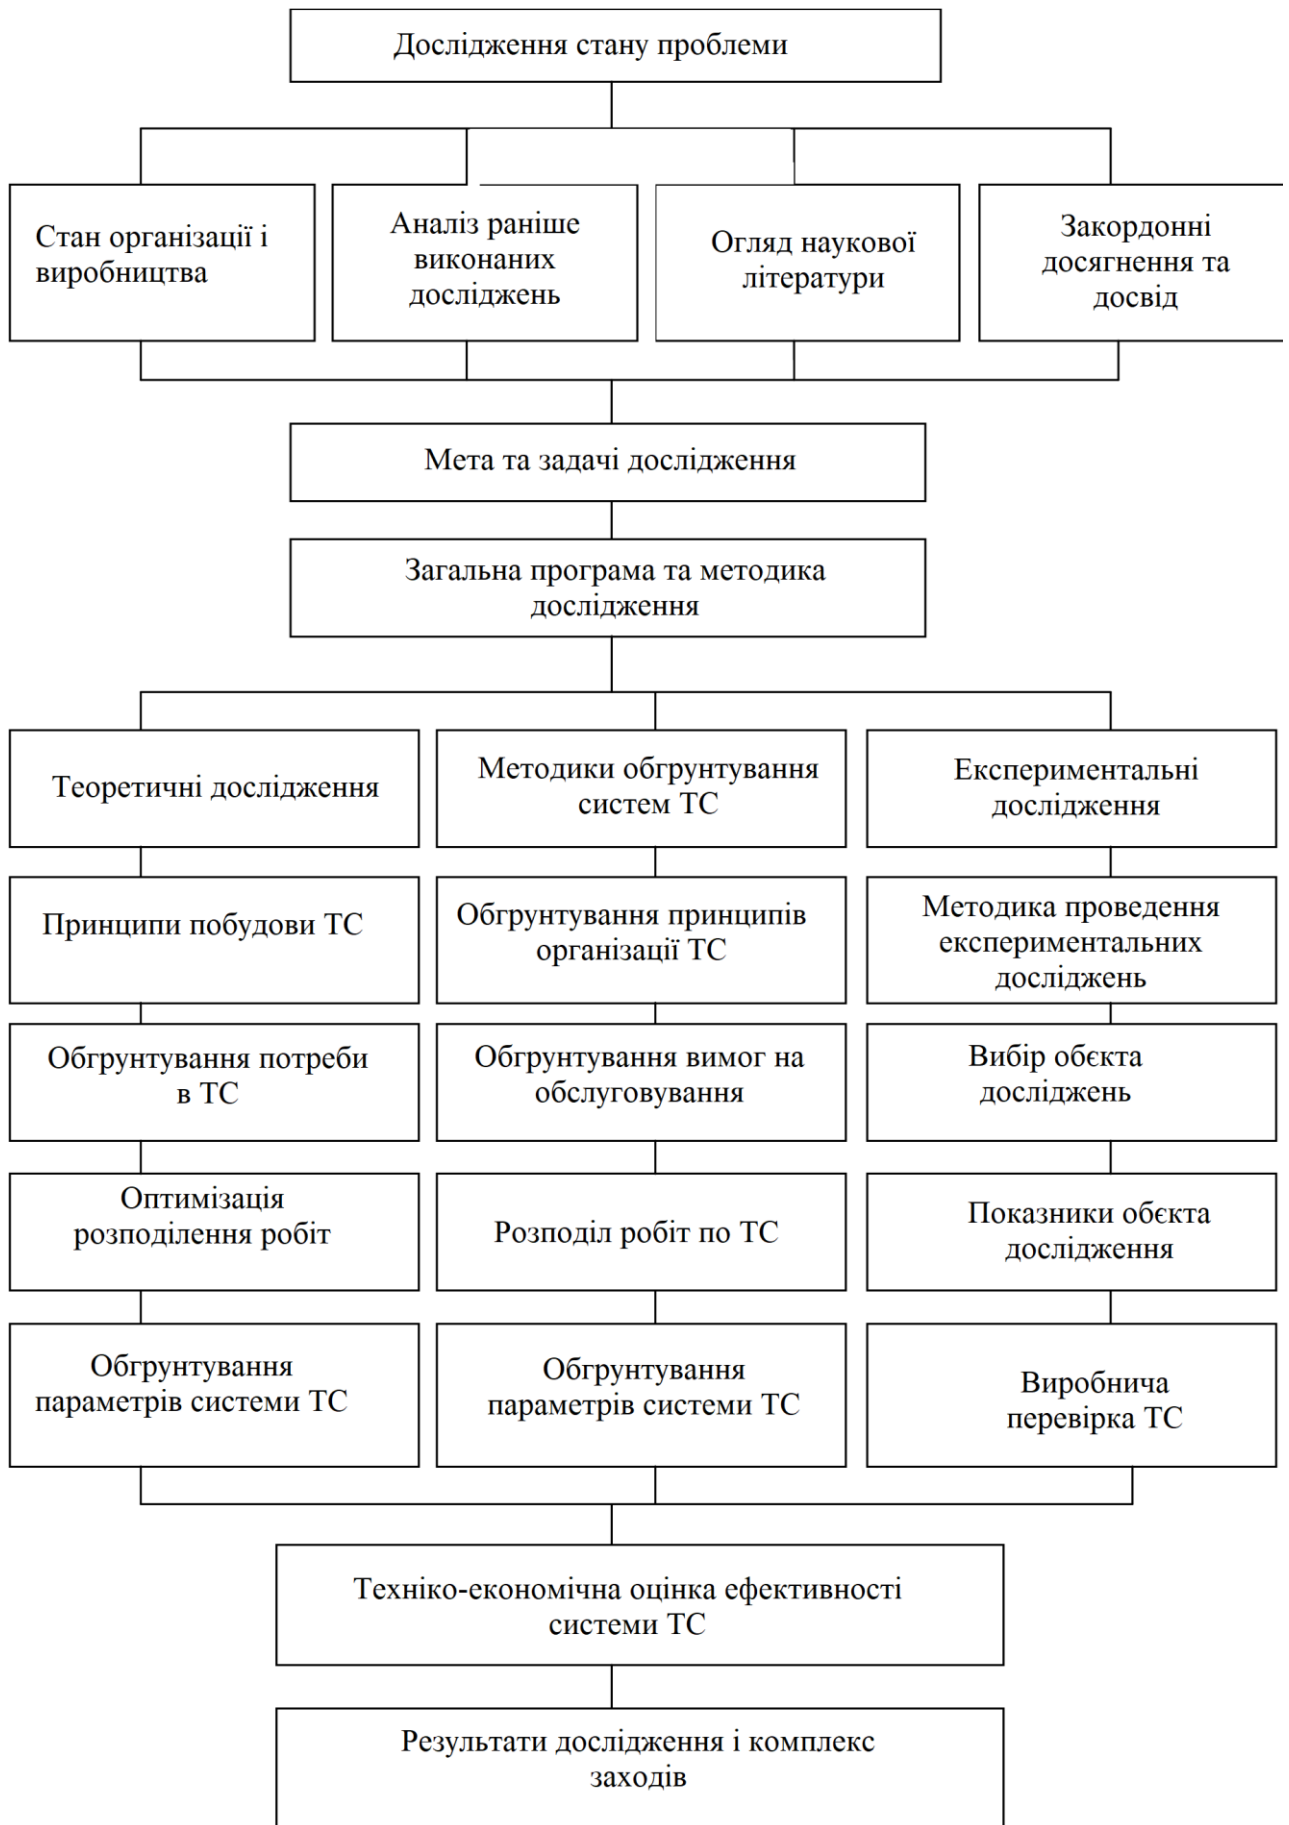 Дослідження стану проблеми
Стан організації і
виробництва
Аналіз раніше
виконаних
досліджень
Огляд наукової
літератури
Закордонні
досягнення та
досвід
Мета та задачі дослідження
Загальна програма та методика
дослідження
Теоретичні дослідження
Методики обгрунтування
систем ТС
Експериментальні
дослідження
Принципи побудови ТС
Обгрунтування принципів
організації ТС
Методика проведення
експериментальних
досліджень
Обгрунтування потреби
в ТС
Обгрунтування вимог на
обслуговування
Вибір обєкта
досліджень
Оптимізація
розподілення робіт
Розподіл робіт по ТС
Показники обєкта
дослідження
Обгрунтування
параметрів системи ТС
Обгрунтування
параметрів системи ТС
Виробнича
перевірка ТС
Техніко-економічна оцінка ефективності
системи ТС
Результати дослідження і комплекс
заходів